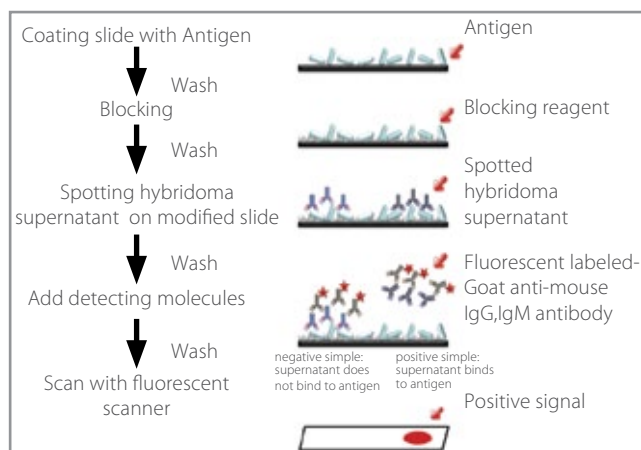 Coating slide with Antigen
Wash
Blocking
Wash
Spotting hybridoma
supernatant on modified slide
Wash
Add detecting molecules
Wash
Scan with fluorescent
scanner
Antigen
Blocking reagent
Spotted
hybridoma
supernatant
Fluorescent labeled-
Goat anti-mouse
IgG,IgM antibody
negative simple:
supernatant does
not bind to antigen
positive simple:
supernatant binds
to antigen
Positive signal